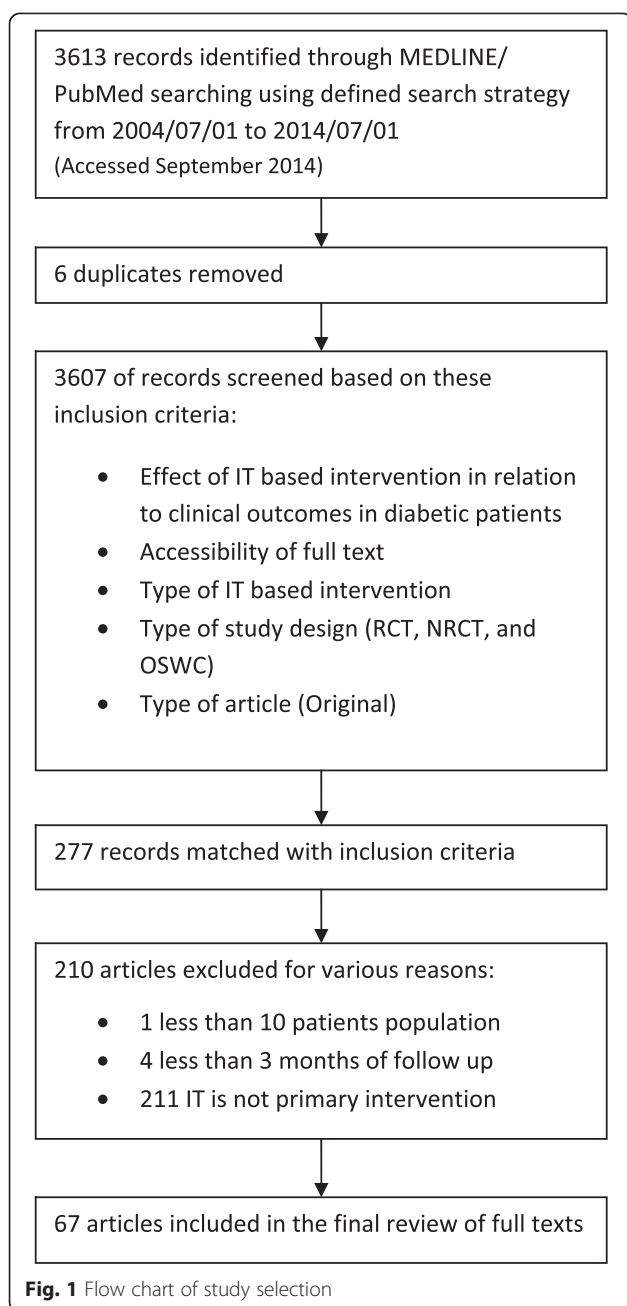 3613 records identified through MEDLINE/
PubMed searching using defined search strategy
from 2004/07/01 to 2014/07/01
(Accessed September 2014)
6 duplicates removed
3607 of records screened based on these
inclusion criteria:
• Effect of IT based intervention in relation
to clinical outcomes in diabetic patients
• Accessibility of full text
• Type of IT based intervention
• Type of study design (RCT, NRCT, and
OSWC)
• Type of article (Original)
277 records matched with inclusion criteria
210 articles excluded for various reasons:
• 1 less than 10 patients population
• 4 less than 3 months of follow up
• 211 IT is not primary intervention
67 articles included in the final review of full texts
Fig. 1 Flow chart of study selection